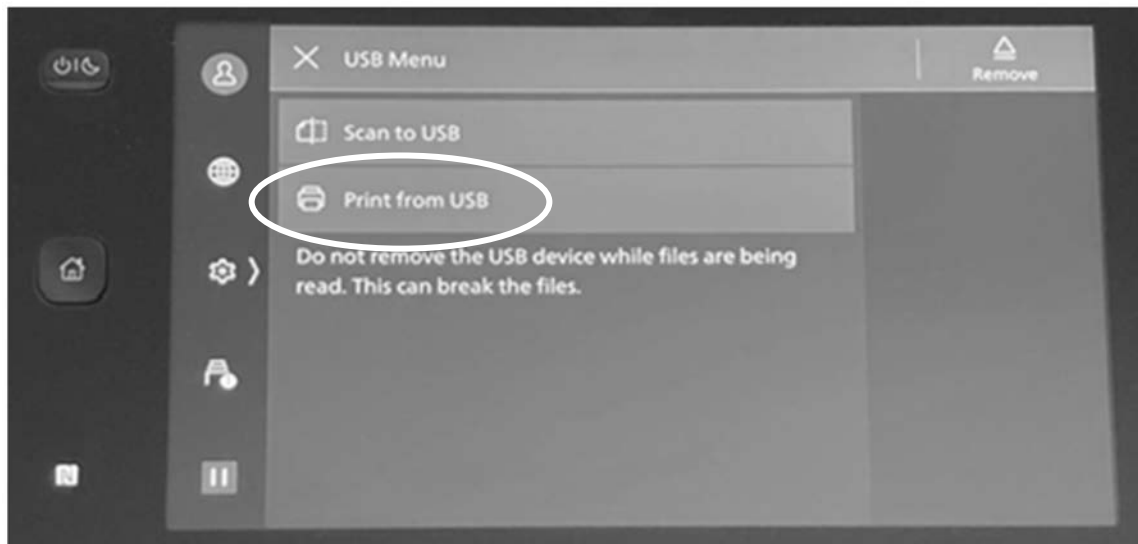 USB Menu
Remove
Scan to USB
Print from USB
Do not remove the USB device while files are being
read. This can break the files.